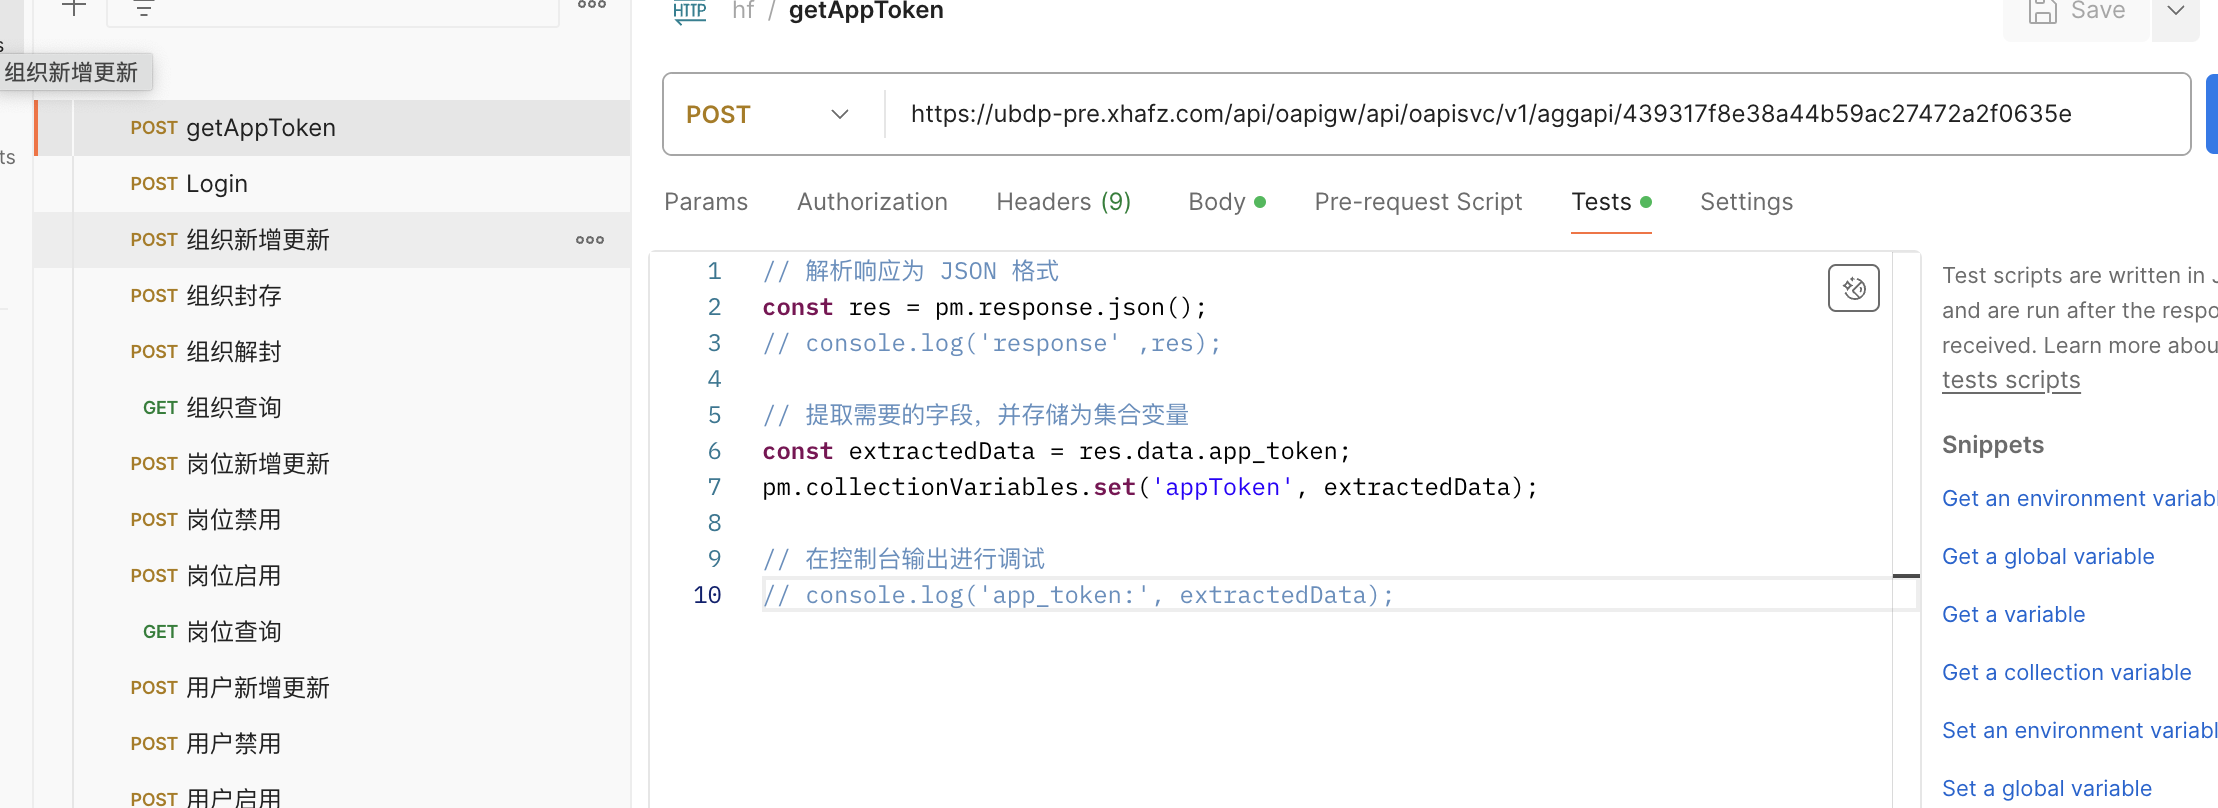 组织新增更新
ts
POST getAppToken
POST Login
POST 组织新增更新
POST 组织封存
POST 组织解封
GET 组织查询
POST 岗位新增更新
POST 岗位禁用
POST 岗位启用
GET 岗位查询
POST 用户新增更新
POST 用户禁用
POST 用户启用
HTTP hf / getAppToken
Save
POST https://ubdp-pre.xhafz.com/api/oapigw/api/oapisvc/v1/aggapi/439317f8e38a44b59ac27472a2f0635e
Params Authorization Headers (9) Body Pre-request Script Tests Settings
1 // 解析响应为 JSON 格式
2 const res = pm.response.json();
3 // console.log('response' ,res);
4
5 // 提取需要的字段，并存储为集合变量
6 const extractedData = res.data.app_token;
7 pm.collectionVariables.set('appToken', extractedData);
8
9 // 在控制台输出进行调试
10 // console.log('app_token:', extractedData);
Test scripts are written in J
and are run after the respo
received. Learn more abou
tests scripts
Snippets
Get an environment variabl
Get a global variable
Get a variable
Get a collection variable
Set an environment variabl
Set a global variable